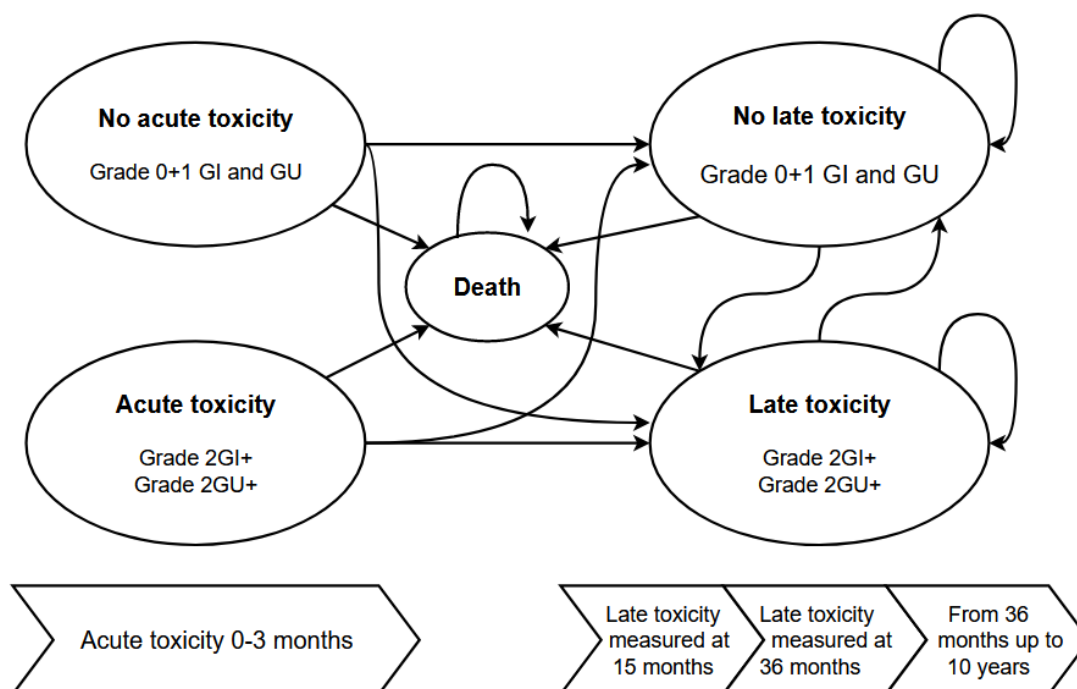 No acute toxicity
Grade 0+1 GI and GU
No late toxicity
Grade 0+1 GI and GU
Death
Acute toxicity
Grade 2GI+
Grade 2GU+
Late toxicity
Grade 2GI+
Grade 2GU+
Acute toxicity 0-3 months
Late toxicity
measured at
15 months
Late toxicity
measured at
36 months
From 36
months up to
10 years